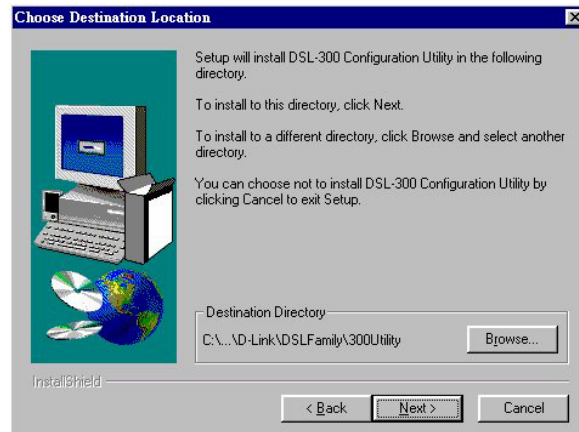 Choose Destination Location
Setup will install DSL-300 Configuration Utility in the following
directory.
To install to this directory, click Next.
To install to a different directory, click Browse and select another
directory.
You can choose not to install DSL-300 Configuration Utility by
clicking Cancel to exit Setup.
Destination Directory
C:\...\D-Link\DSLFamily\300Utility
Browse...
InstallShield
< Back
Next >
Cancel